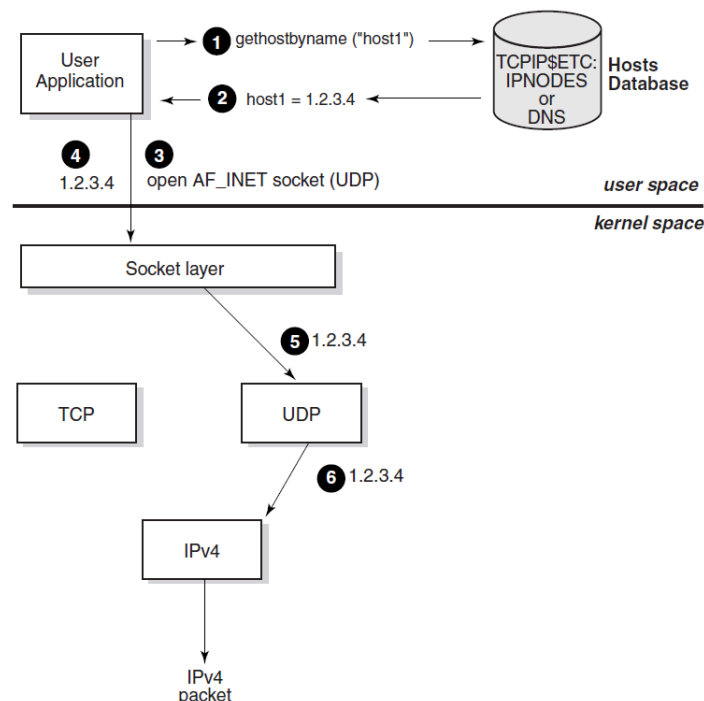 User
Application
1 gethostbyname ("host1")
2 host1 = 1.2.3.4
TCPIP$ETC:
IPNODES
or
DNS
Hosts
Database
4
1.2.3.4
3
open AF_INET socket (UDP)
user space
kernel space
Socket layer
5 1.2.3.4
TCP
UDP
6 1.2.3.4
IPv4
IPv4
packet